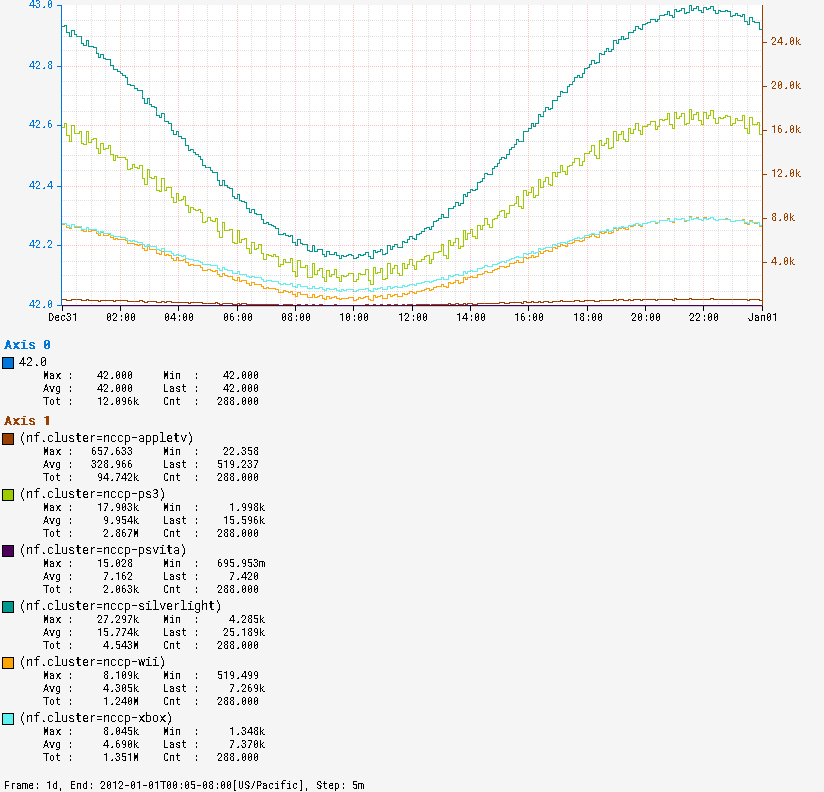 43.0
42.8
42.6
42.4
42.2
42.0
24.0k
20.0k
16.0k
12.0k
8.0k
4.0k
Dec31 02:00 04:00 06:00 08:00 10:00 12:00 14:00 16:00 18:00 20:00 22:00 Jan01
Axis 0
42.0
Max : 42.000 Min : 42.000
Avg : 42.000 Last : 42.000
Tot : 12.096k Cnt : 288.000
Axis 1
(nf.cluster=nccp-appletv)
Max : 657.633 Min : 22.358
Avg : 328.966 Last : 519.237
Tot : 94.742k Cnt : 288.000
(nf.cluster=nccp-ps3)
Max : 17.903k Min : 1.998k
Avg : 9.954k Last : 15.596k
Tot : 2.867M Cnt : 288.000
(nf.cluster=nccp-psvita)
Max : 15.028 Min : 695.953m
Avg : 7.162 Last : 7.420
Tot : 2.063k Cnt : 288.000
(nf.cluster=nccp-silverlight)
Max : 27.297k Min : 4.285k
Avg : 15.774k Last : 25.189k
Tot : 4.543M Cnt : 288.000
(nf.cluster=nccp-wii)
Max : 8.109k Min : 519.499
Avg : 4.305k Last : 7.269k
Tot : 1.240M Cnt : 288.000
(nf.cluster=nccp-xbox)
Max : 8.045k Min : 1.348k
Avg : 4.690k Last : 7.370k
Tot : 1.351M Cnt : 288.000
Frame: 1d, End: 2012-01-01T00:05-08:00[US/Pacific], Step: 5m